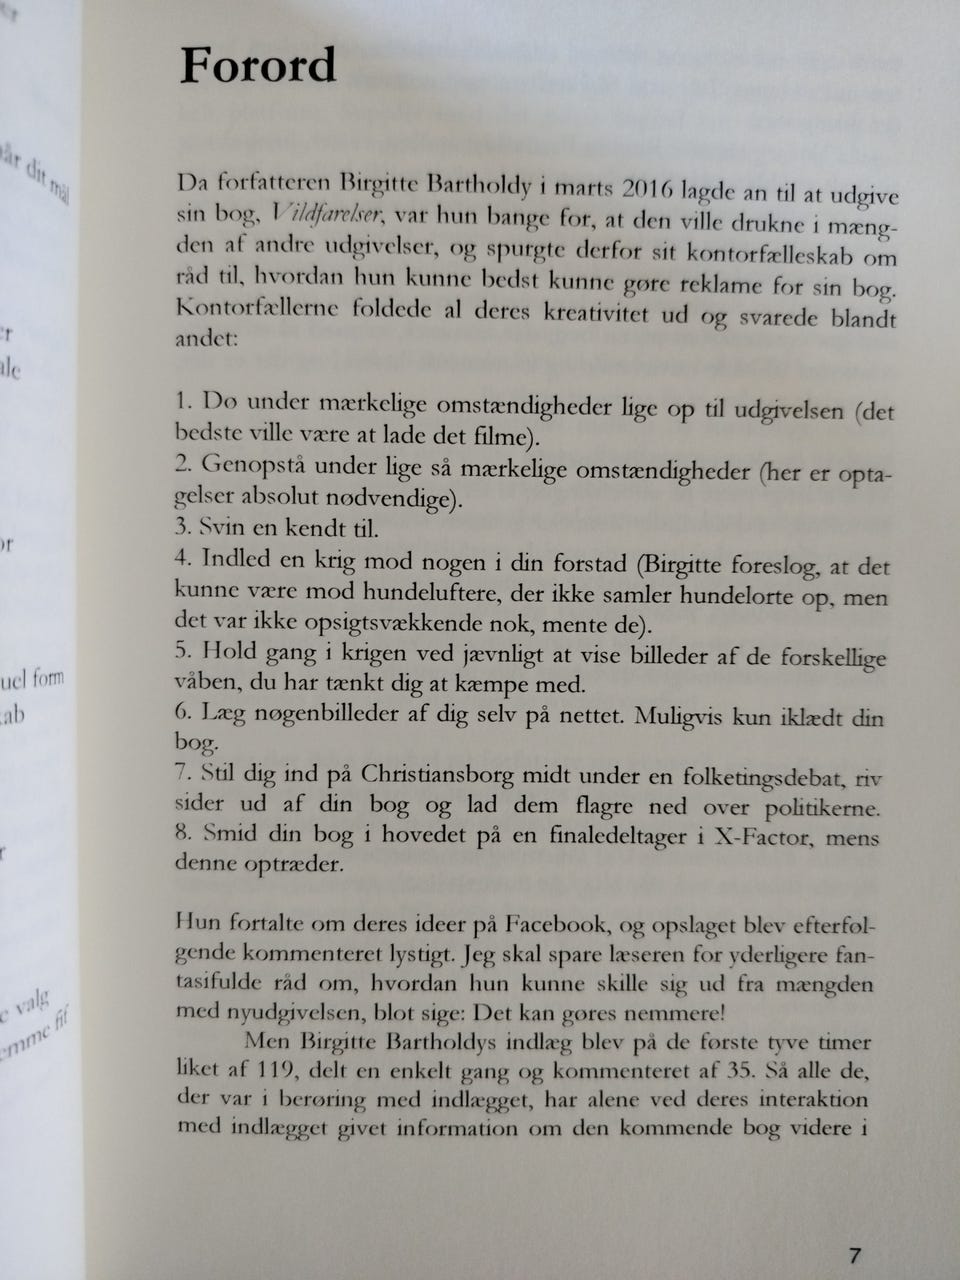 Forord
Da forfatteren Birgitte Bartholdy i marts 2016 lagde an til at udgive
sin bog, Vildfarelser, var hun bange for, at den ville drukne i mæng-
den af andre udgivelser, og spurgte derfor sit kontorfælleskab om
råd til, hvordan hun kunne bedst kunne gøre reklame for sin bog.
Kontorfællerne foldede al deres kreativitet ud og svarede blandt
andet:
1. Dø under mærkelige omstændigheder lige op til udgivelsen (det
bedste ville være at lade det filme).
2. Genopstå under lige så mærkelige omstændigheder (her er opta-
gelser absolut nødvendige).
3. Svin en kendt til.
4. Indled en krig mod nogen i din forstad (Birgitte foreslog, at det
kunne være mod hundeluftere, der ikke samler hundelorte op, men
det var ikke opsigtsvækkende nok, mente de).
5. Hold gang i krigen ved jævnligt at vise billeder af de forskellige
våben, du har tænkt dig at kæmpe med.
6. Læg nøgenbilleder af dig selv på nettet. Muligvis kun iklædt din
bog.
7. Stil dig ind på Christiansborg midt under en folketingsdebat, riv
sider ud af din bog og lad dem flagre ned over politikerne.
8. Smid din bog i hovedet på en finaledeltager i X-Factor, mens
denne optræder.
Hun fortalte om deres ideer på Facebook, og opslaget blev efterføl-
gende kommenteret lystigt. Jeg skal spare læseren for yderligere fan-
tasifulde råd om, hvordan hun kunne skille sig ud fra mængden
med nyudgivelsen, blot sige: Det kan gøres nemmere!
Men Birgitte Bartholdys indlæg blev på de første tyve timer
liket af 119, delt en enkelt gang og kommenteret af 35. Så alle de,
der var i berøring med indlægget, har alene ved deres interaktion
med indlægget givet information om den kommende bog videre i
7